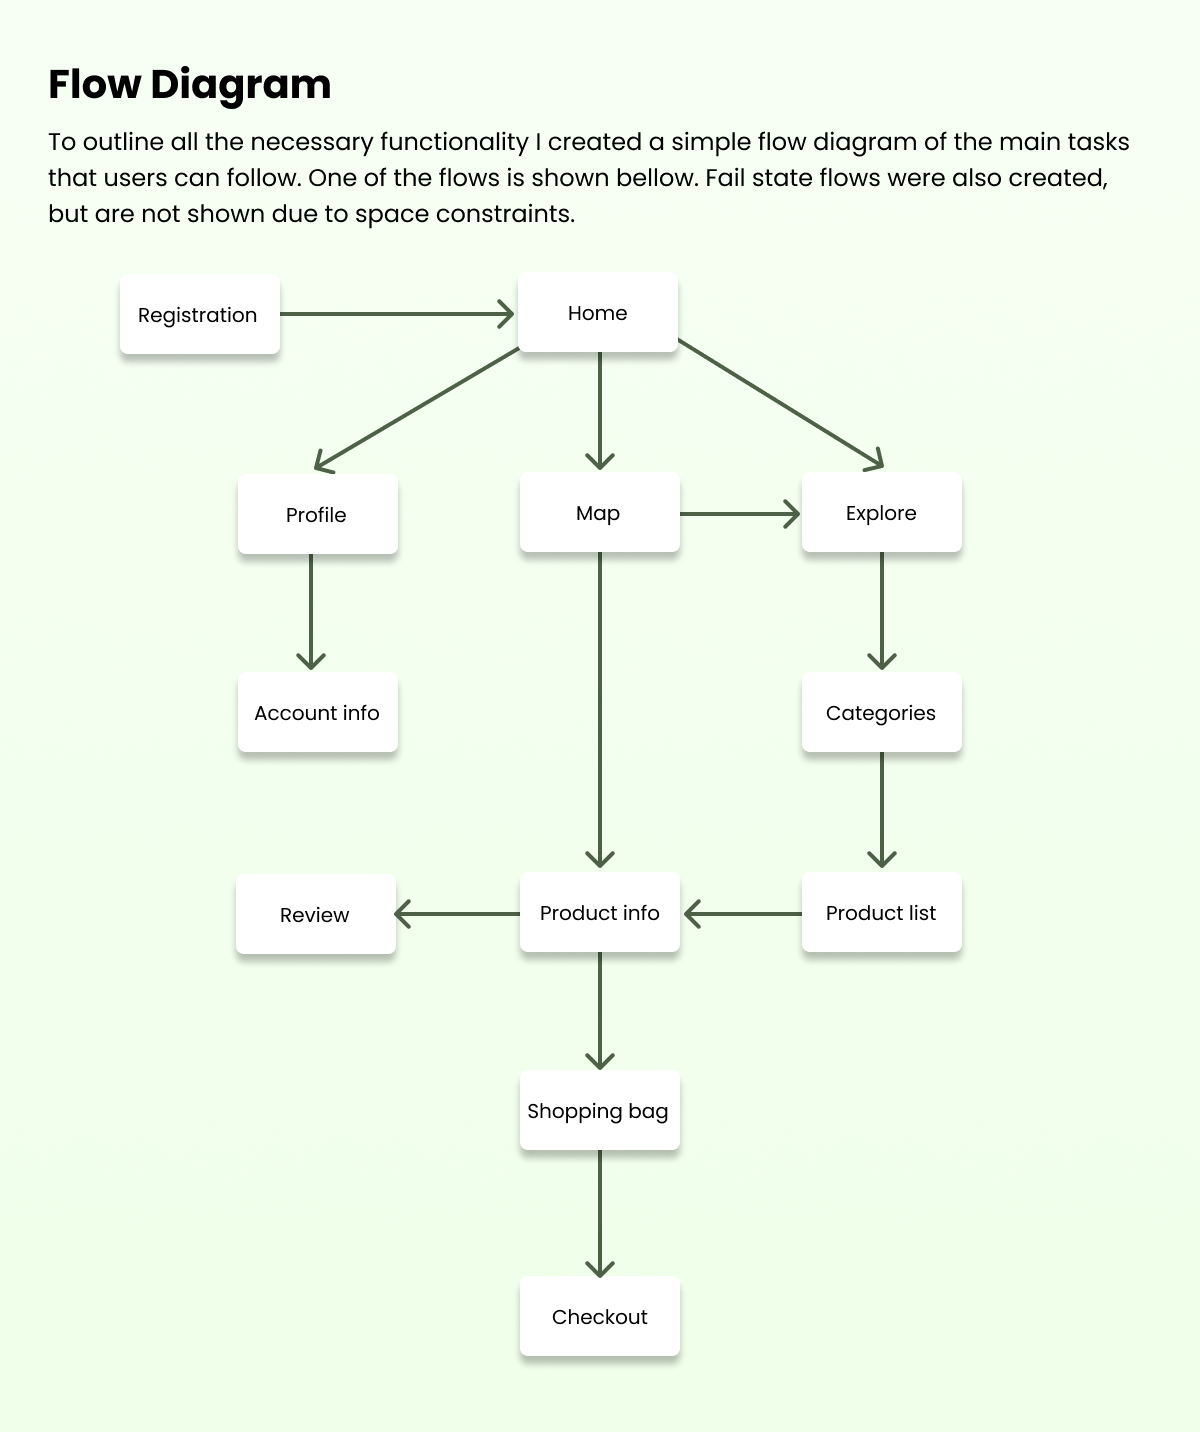 Flow Diagram
To outline all the necessary functionality I created a simple flow diagram of the main tasks
that users can follow. One of the flows is shown bellow. Fail state flows were also created,
but are not shown due to space constraints.
Registration
Home
Profile
Map
Explore
Account info
Categories
Review
Product info
Product list
Shopping bag
Checkout